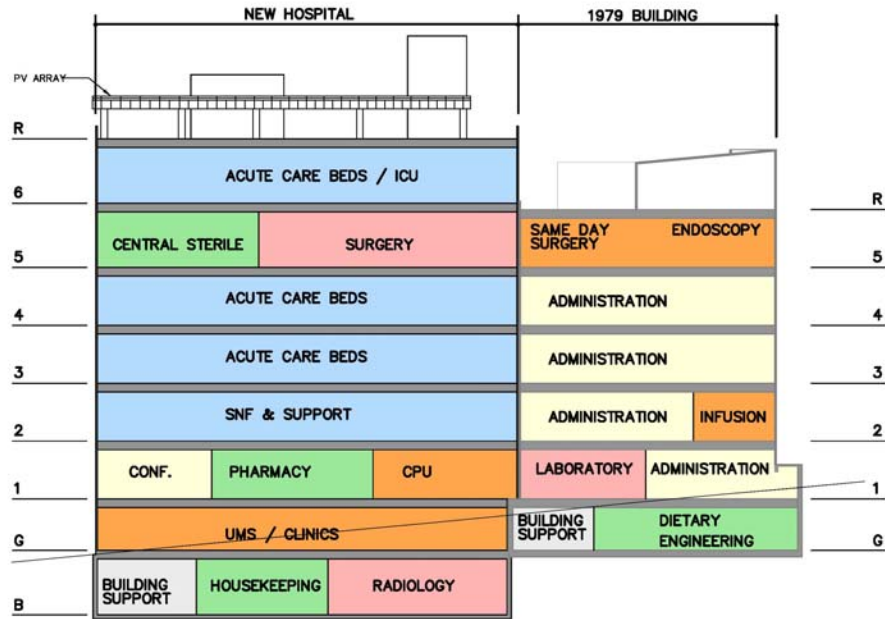 NEW HOSPITAL
1979 BUILDING
PV ARRAY
R
ACUTE CARE BEDS / ICU
6
R
CENTRAL STERILE
SURGERY
SAME DAY
SURGERY
ENDOSCOPY
5
5
ACUTE CARE BEDS
ADMINISTRATION
4
4
ACUTE CARE BEDS
ADMINISTRATION
3
3
SNF & SUPPORT
ADMINISTRATION
INFUSION
2
2
CONF.
PHARMACY
CPU
LABORATORY
ADMINISTRATION
1
1
UMS / CLINICS
BUILDING
SUPPORT
DIETARY
ENGINEERING
G
G
BUILDING
SUPPORT
HOUSEKEEPING
RADIOLOGY
B